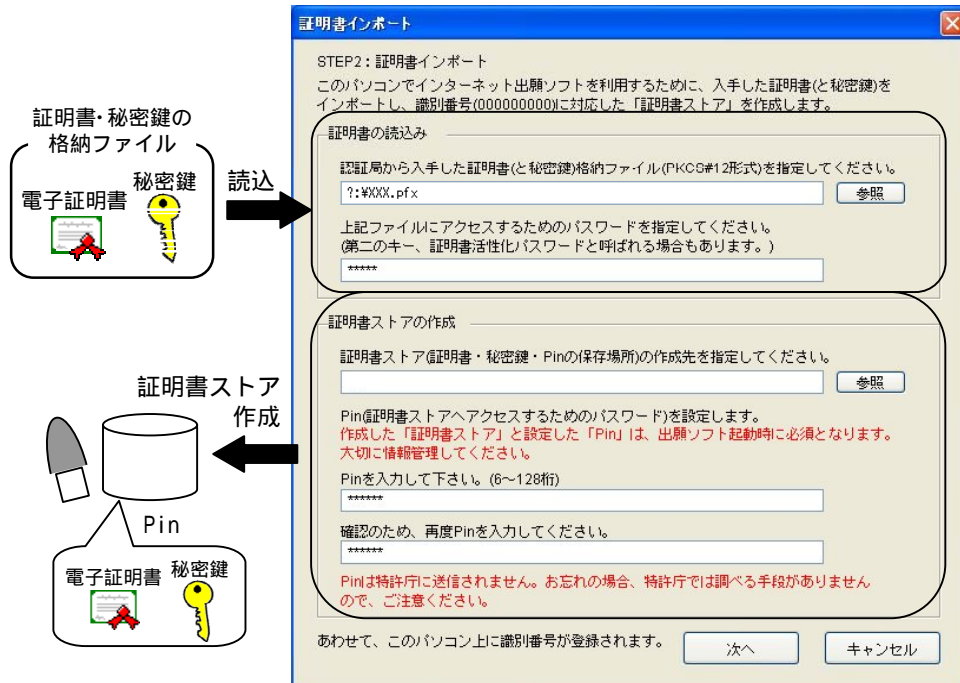 証明書インポート
STEP2：証明書インポート
このパソコンでインターネット出願ソフトを利用するために、入手した証明書(と秘密鍵)を
インポートし、識別番号(000000000)に対応した「証明書ストア」を作成します。
証明書・秘密鍵の
格納ファイル
電子証明書
秘密鍵
読込
証明書の読込み
認証局から入手した証明書(と秘密鍵)格納ファイル(PKCS#12形式)を指定してください。
?:¥XXX.pfx
参照
上記ファイルにアクセスするためのパスワードを指定してください。
(第二のキー、証明書活性化パスワードと呼ばれる場合もあります。)
*****
証明書ストアの作成
証明書ストア(証明書・秘密鍵・Pinの保存場所)の作成先を指定してください。
参照
証明書ストア
作成
Pin(証明書ストアへアクセスするためのパスワード)を設定します。
作成した「証明書ストア」と設定した「Pin」は、出願ソフト起動時に必須となります。
大切に情報管理してください。
Pinを入力して下さい。(6～128桁)
******
確認のため、再度Pinを入力してください。
******
Pin
電子証明書
秘密鍵
Pinは特許庁に送信されません。お忘れの場合、特許庁では調べる手段がありません
ので、ご注意ください。
あわせて、このパソコン上に識別番号が登録されます。
次へ
キャンセル